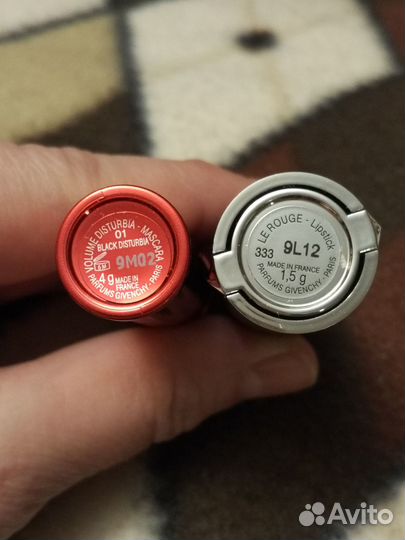 VOLUME DISTURBIA - MASCARA
01
BLACK DISTURBIA
9M02
4 g MADE IN
FRANCE
PARFUMS GIVENCHY - PARIS
LE ROUGE - Lipstick
333 9L12
MADE IN FRANCE
1,5 g
PARFUMS GIVENCHY - PARIS
Avito